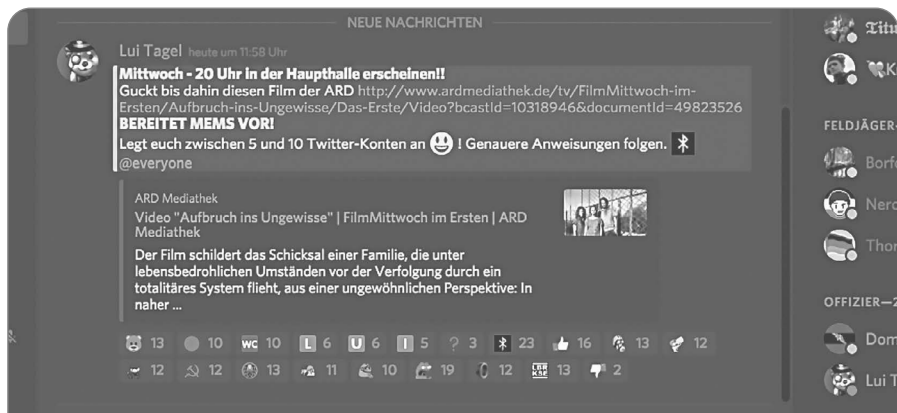 NEUE NACHRICHTEN
Lui Tagel heute um 11:58 Uhr
Mittwoch - 20 Uhr in der Haupthalle erscheinen!!
Guckt bis dahin diesen Film der ARD http://www.ardmediathek.de/tv/FilmMittwoch-im-
Ersten/Aufbruch-ins-Ungewisse/Das-Erste/Video?bcastId=10318946&documentId=49823526
BEREITET MEMS VOR!
Legt euch zwischen 5 und 10 Twitter-Konten an ! Genauere Anweisungen folgen.
@everyone
ARD Mediathek
Video "Aufbruch ins Ungewisse" | FilmMittwoch im Ersten | ARD
Mediathek
Der Film schildert das Schicksal einer Familie, die unter
lebensbedrohlichen Umständen vor der Verfolgung durch ein
totalitäres System flieht, aus einer ungewöhnlichen Perspektive: In
naher ...
13 10 WC 10 L 6 U 6 I 5 ? 3 23 16 13 12
12 12 13 11 10 19 12 13 2
𝕿𝖎𝖙𝖚
K
FELDJÄGER-
Borf
Nerd
Thor
OFFIZIER—2
Dom
Lui T